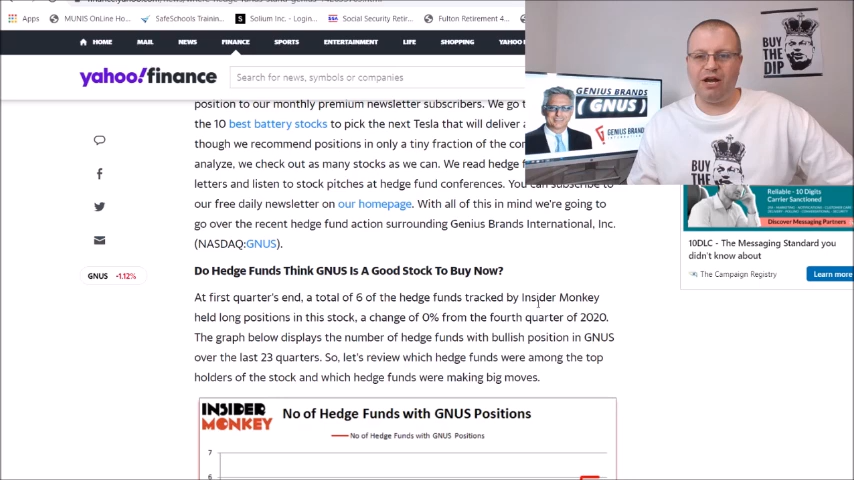 Apps
MUNIS OnLine Ho...
SafeSchools Trainin...
Solium Inc. - Login...
Social Security Retir...
Fulton Retirement 4...
HOME
MAIL
NEWS
FINANCE
SPORTS
ENTERTAINMENT
LIFE
SHOPPING
YAHOO
yahoo!finance
Search for news, symbols or companies
BUY
THE
DIP
GENIUS BRANDS
(GNUS)
GENIUS BRAND
BUY
THE
position to our monthly premium newsletter subscribers. We go t
the 10 best battery stocks to pick the next Tesla that will deliver a
though we recommend positions in only a tiny fraction of the co
analyze, we check out as many stocks as we can. We read hedge f
letters and listen to stock pitches at hedge fund conferences. You can subscribe to
our free daily newsletter on our homepage. With all of this in mind we're going to
go over the recent hedge fund action surrounding Genius Brands International, Inc.
(NASDAQ:GNUS).
GNUS -1.12%
Do Hedge Funds Think GNUS Is A Good Stock To Buy Now?
At first quarter's end, a total of 6 of the hedge funds tracked by Insider Monkey
held long positions in this stock, a change of 0% from the fourth quarter of 2020.
The graph below displays the number of hedge funds with bullish position in GNUS
over the last 23 quarters. So, let's review which hedge funds were among the top
holders of the stock and which hedge funds were making big moves.
INSIDER
MONKEY
No of Hedge Funds with GNUS Positions
No of Hedge Funds with GNUS Positions
7
6
Reliable - 10 Digits
Carrier Sanctioned
Discover Messaging Partners
10DLC - The Messaging Standard you
didn't know about
The Campaign Registry
Learn more